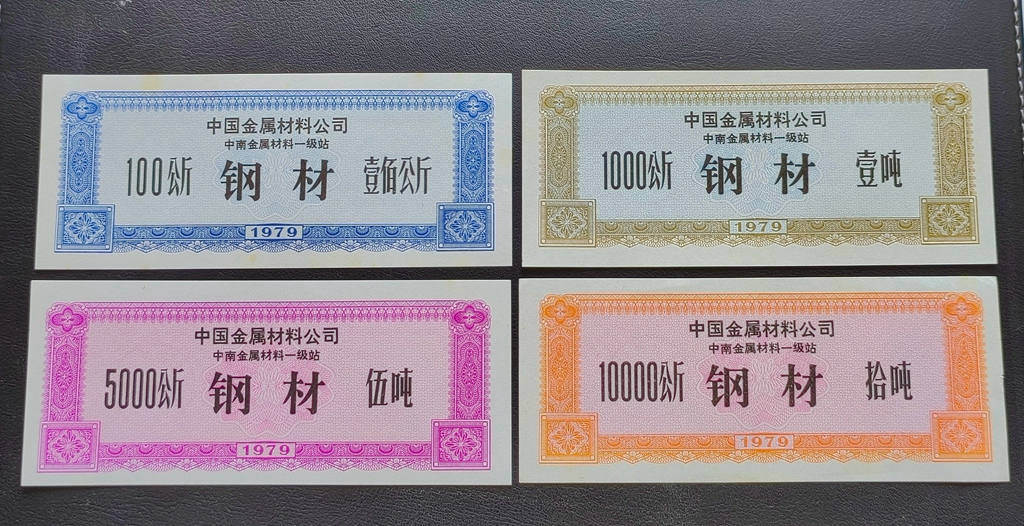 中国金属材料公司
中南金属材料一级站
100公斤 钢材 壹佰公斤
1979
中国金属材料公司
中南金属材料一级站
1000公斤 钢材 壹吨
1979
中国金属材料公司
中南金属材料一级站
5000公斤 钢材 伍吨
1979
中国金属材料公司
中南金属材料一级站
10000公斤 钢材 拾吨
1979